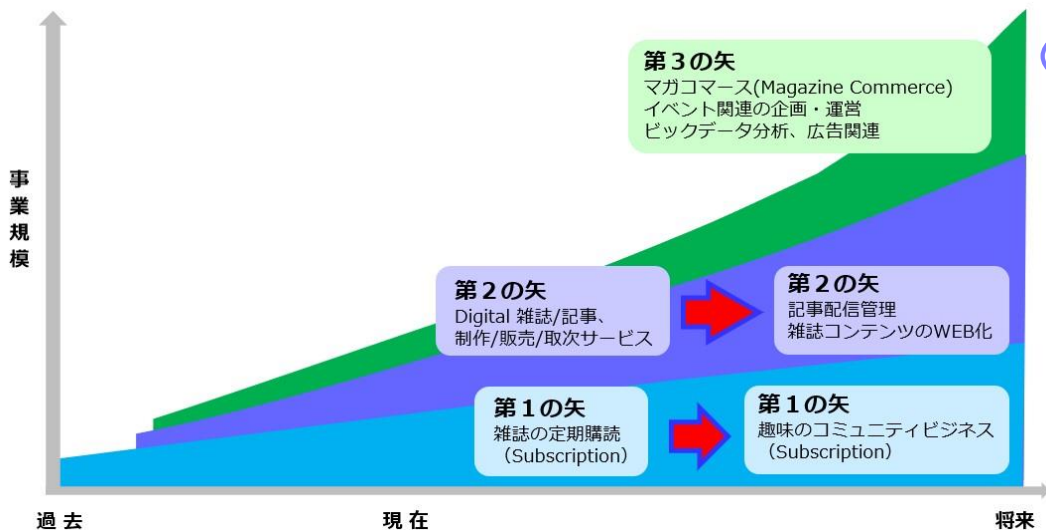 第３の矢
マガコマース(Magazine Commerce)
イベント関連の企画・運営
ビックデータ分析、広告関連
事業規模
第２の矢
Digital 雑誌/記事、
制作/販売/取次サービス
第２の矢
記事配信管理
雑誌コンテンツのWEB化
第１の矢
雑誌の定期購読
（Subscription）
第１の矢
趣味のコミュニティビジネス
（Subscription）
過 去
現 在
将来